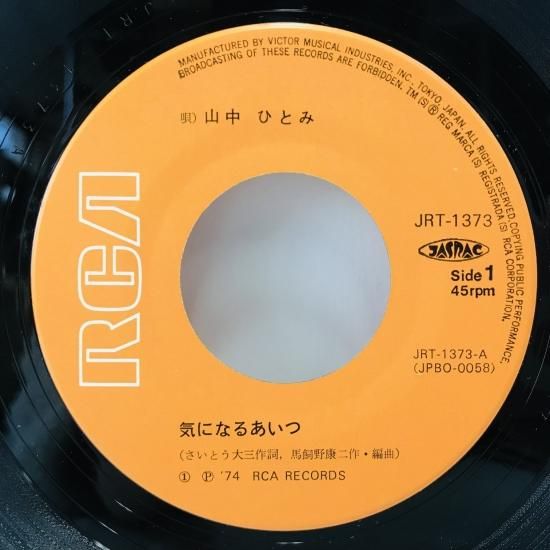 MANUFACTURED BY VICTOR MUSICAL INDUSTRIES, INC., TOKYO, JAPAN. ALL RIGHTS RESERVED. COPYING PUBLIC PERFORMANCE,
BROADCASTING OF THESE RECORDS ARE FORBIDDEN. TM(S)® REG MARCA(S) REGISTRADA(S) RCA CORPORATION.
唄) 山中 ひとみ
RCA
JRT-1373
JASRAC
Side 1
45rpm
JRT-1373-A
(JPBO-0058)
気になるあいつ
(さいとう大三作詞, 馬飼野康二作・編曲)
① Ⓟ '74 RCA RECORDS